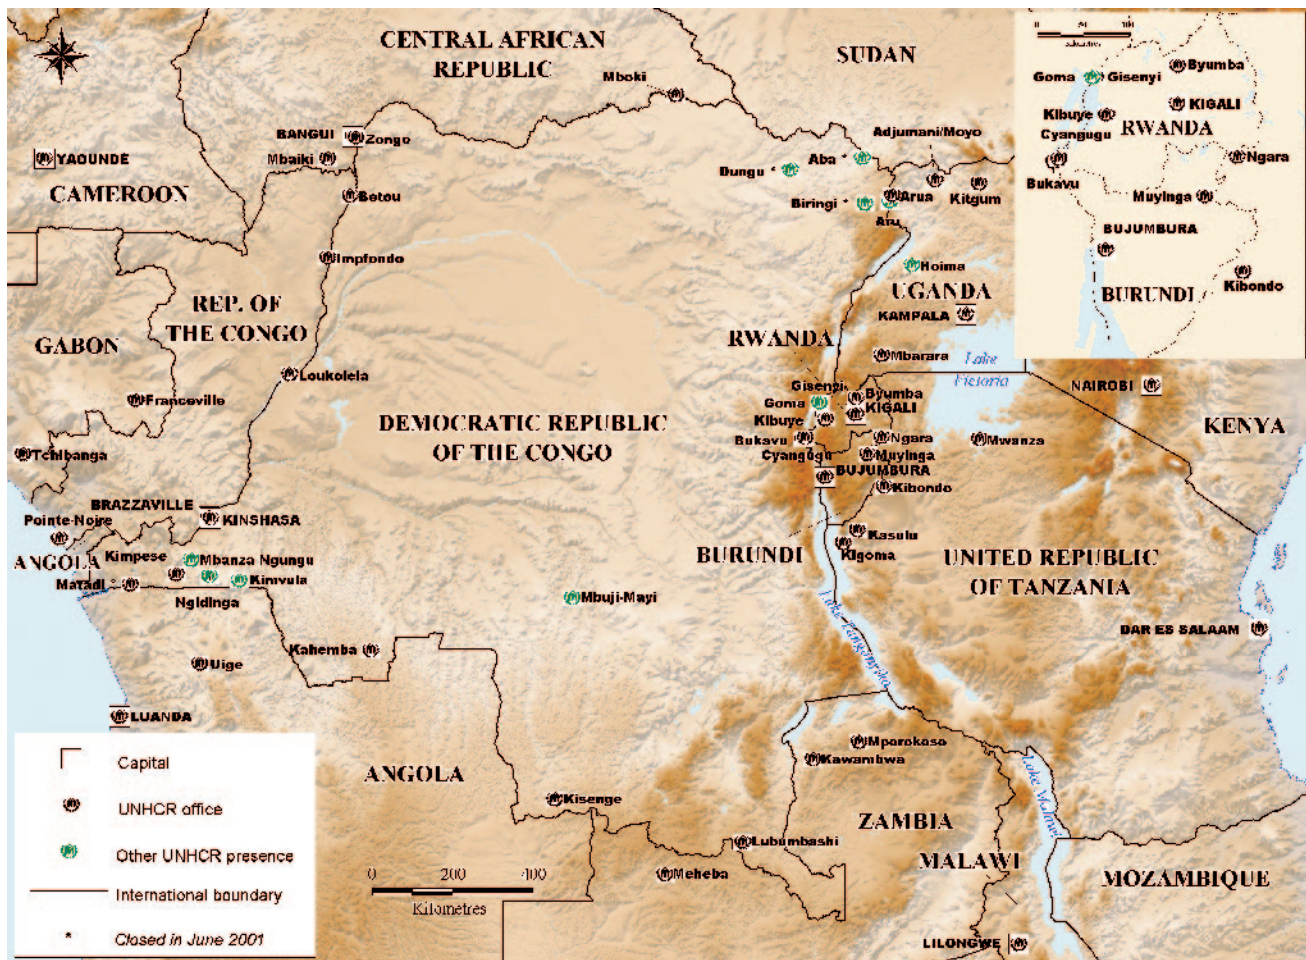 CENTRAL AFRICAN
REPUBLIC
SUDAN
Mboki
BANGUI
Zongo
Mbaiki
YAOUNDE
CAMEROON
Betou
Adjumani/Moyo
Aba *
Dungu *
Biringi *
Arua
Aru
Kitgum
Impfondo
Hoima
REP. OF
THE CONGO
UGANDA
KAMPALA
GABON
RWANDA
Mbarara
Lake
Victoria
Loukolela
Franceville
Gisenyi
Goma
Byumba
KIGALI
Kibuye
NAIROBI
KENYA
DEMOCRATIC REPUBLIC
OF THE CONGO
Bukavu
Cyangugu
Ngara
Muyinga
Mwanza
Tchibanga
BUJUMBURA
Kibondo
BRAZZAVILLE
KINSHASA
Pointe-Noire
ANGOLA
Kimpese
Mbanza Ngungu
Kasulu
Kigoma
BURUNDI
UNITED REPUBLIC
OF TANZANIA
Matadi *
Kimvula
Ngidinga
Mbuji-Mayi
Lake Tanganyika
DAR ES SALAAM
Kahemba
Uige
LUANDA
ANGOLA
Mporokoso
Kawambwa
Kisenge
ZAMBIA
Lake Malawi
Lubumbashi
MALAWI
MOZAMBIQUE
Meheba
LILONGWE
0 200 400
Kilometres
Capital
UNHCR office
Other UNHCR presence
International boundary
* Closed in June 2001
0 50 100
kilometres
Goma
Gisenyi
Byumba
Kibuye
KIGALI
Cyangugu
RWANDA
Bukavu
Ngara
Muyinga
BUJUMBURA
Kibondo
BURUNDI